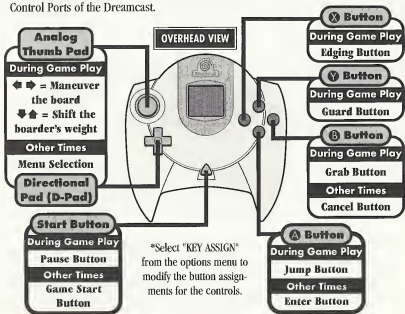 Control Ports of the Dreamcast.
OVERHEAD VIEW
Analog
Thumb Pad
During Game Play
⬅ ➡ = Maneuver
the board
⬇ ⬆ = Shift the
boarder's weight
Other Times
Menu Selection
Directional
Pad (D-Pad)
Start Button
During Game Play
Pause Button
Other Times
Game Start
Button
*Select "KEY ASSIGN"
from the options menu to
modify the button assign-
ments for the controls.
X Button
During Game Play
Edging Button
Y Button
During Game Play
Guard Button
B Button
During Game Play
Grab Button
Other Times
Cancel Button
A Button
During Game Play
Jump Button
Other Times
Enter Button